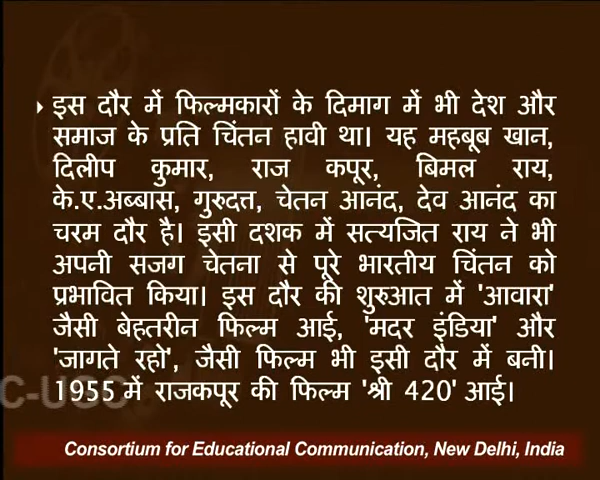 इस दौर में फिल्मकारों के दिमाग में भी देश और
समाज के प्रति चिंतन हावी था। यह महबूब खान,
दिलीप कुमार, राज कपूर, बिमल राय,
के.ए.अब्बास, गुरुदत्त, चेतन आनंद, देव आनंद का
चरम दौर है। इसी दशक में सत्यजित राय ने भी
अपनी सजग चेतना से पूरे भारतीय चिंतन को
प्रभावित किया। इस दौर की शुरुआत में 'आवारा'
जैसी बेहतरीन फिल्म आई, 'मदर इंडिया' और
'जागते रहो', जैसी फिल्म भी इसी दौर में बनी।
1955 में राजकपूर की फिल्म 'श्री 420' आई।
C-UGC
Consortium for Educational Communication, New Delhi, India